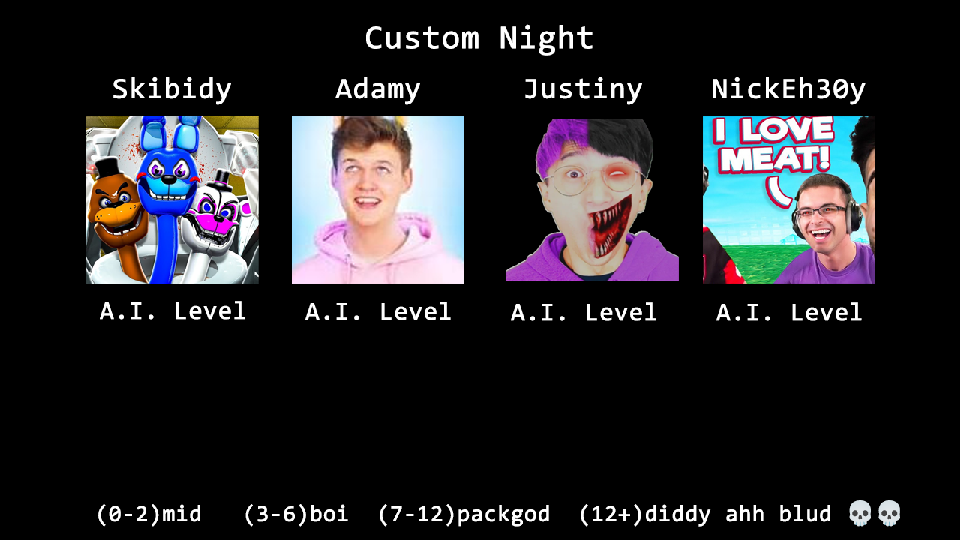 Custom Night
Skibidy Adamy Justiny NickEh30y
I LOVE
MEAT!
A.I. Level A.I. Level A.I. Level A.I. Level
(0-2)mid (3-6)boi (7-12)packgod (12+)diddy ahh blud 💀💀